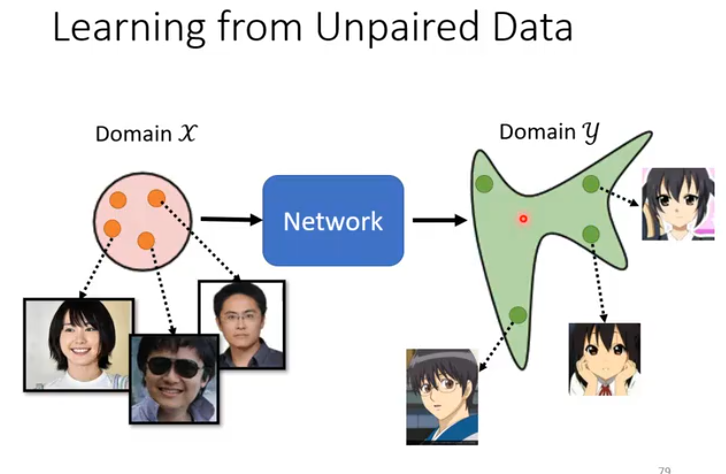 Learning from Unpaired Data
Domain 𝒳
Domain 𝒴
Network
79